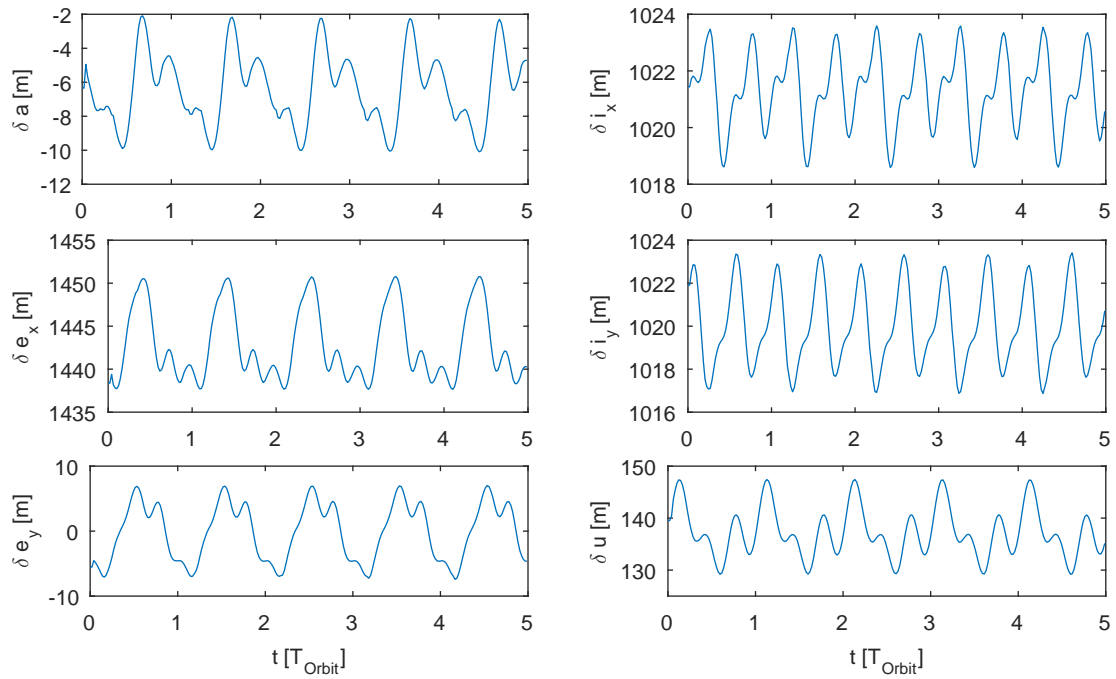 -2
-4
-6
-8
-10
-12
δ a [m]
0 1 2 3 4 5
1024
1022
1020
1018
δ i_x [m]
0 1 2 3 4 5
1455
1450
1445
1440
1435
δ e_x [m]
0 1 2 3 4 5
1024
1022
1020
1018
1016
δ i_y [m]
0 1 2 3 4 5
10
0
-10
δ e_y [m]
0 1 2 3 4 5
t [T_Orbit]
150
140
130
δ u [m]
0 1 2 3 4 5
t [T_Orbit]